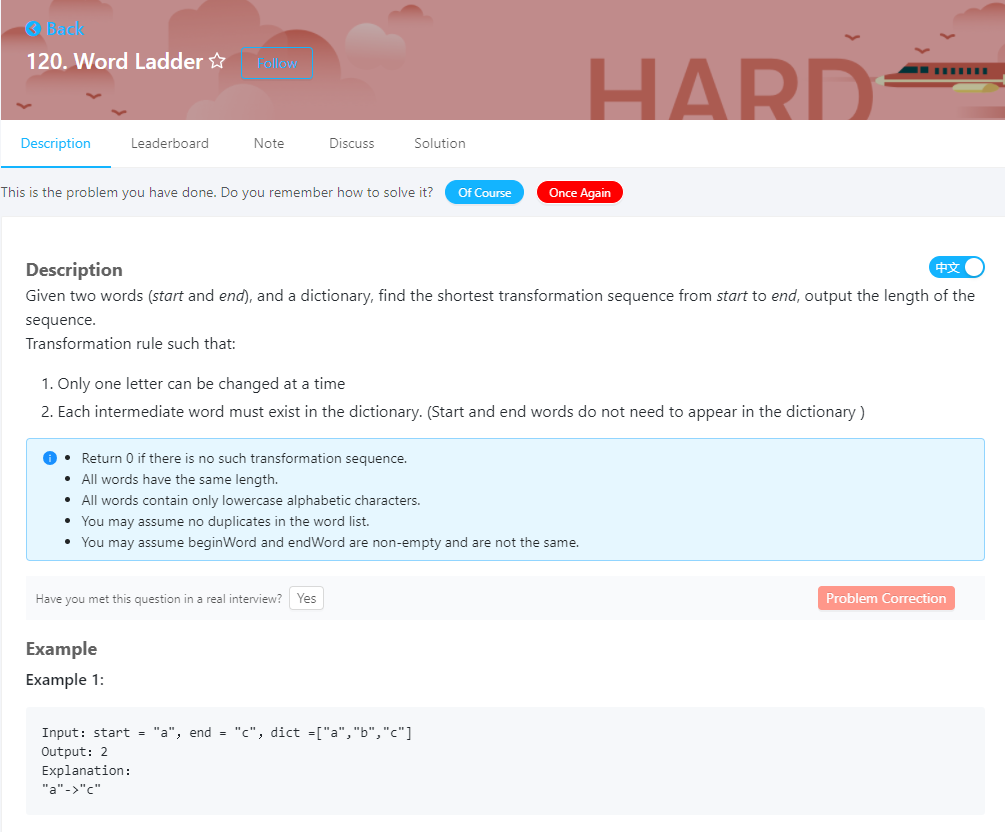 Back
120. Word Ladder
Follow
HARD
Description Leaderboard Note Discuss Solution
This is the problem you have done. Do you remember how to solve it? Of Course Once Again
Description
中文
Given two words (start and end), and a dictionary, find the shortest transformation sequence from start to end, output the length of the
sequence.
Transformation rule such that:
1. Only one letter can be changed at a time
2. Each intermediate word must exist in the dictionary. (Start and end words do not need to appear in the dictionary )
• Return 0 if there is no such transformation sequence.
• All words have the same length.
• All words contain only lowercase alphabetic characters.
• You may assume no duplicates in the word list.
• You may assume beginWord and endWord are non-empty and are not the same.
Have you met this question in a real interview? Yes
Problem Correction
Example
Example 1:
Input: start = "a", end = "c", dict =["a","b","c"]
Output: 2
Explanation:
"a"->"c"